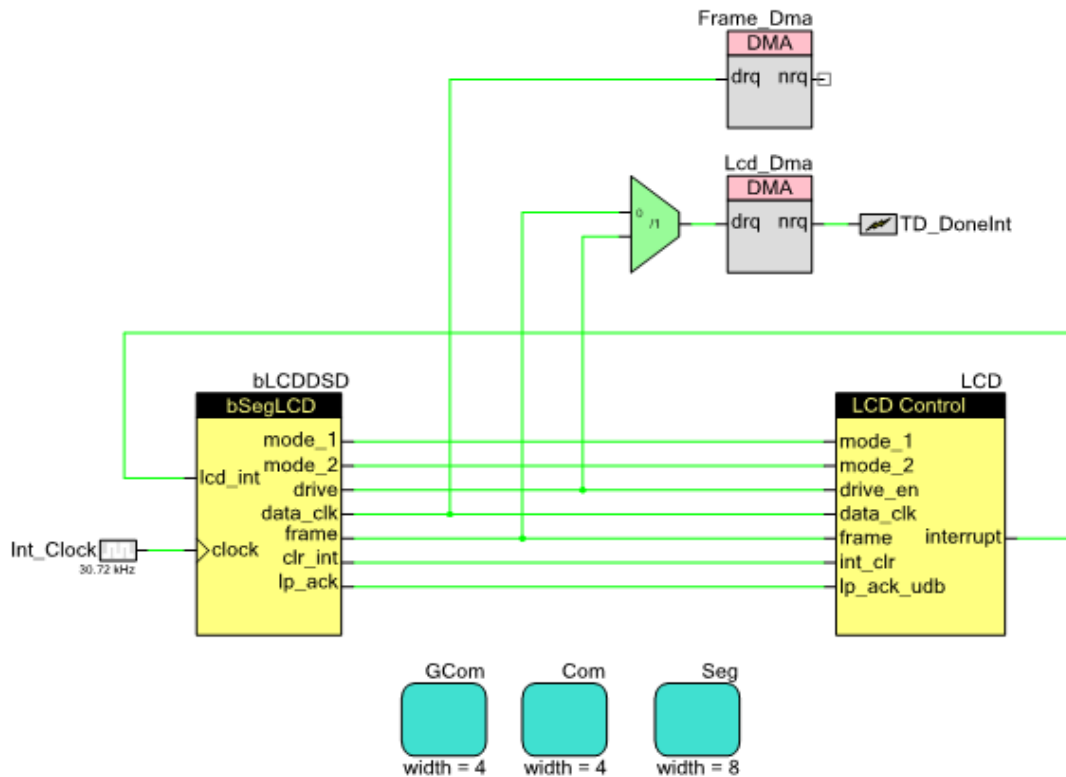 Frame_Dma
DMA
drq nrq
Lcd_Dma
DMA
0
/1
drq nrq
TD_DoneInt
bLCDDSD
bSegLCD
mode_1
mode_2
lcd_int
drive
data_clk
frame
clock
clr_int
lp_ack
Int_Clock
30.72 kHz
LCD
LCD Control
mode_1
mode_2
drive_en
data_clk
frame
interrupt
int_clr
lp_ack_udb
GCom
width = 4
Com
width = 4
Seg
width = 8